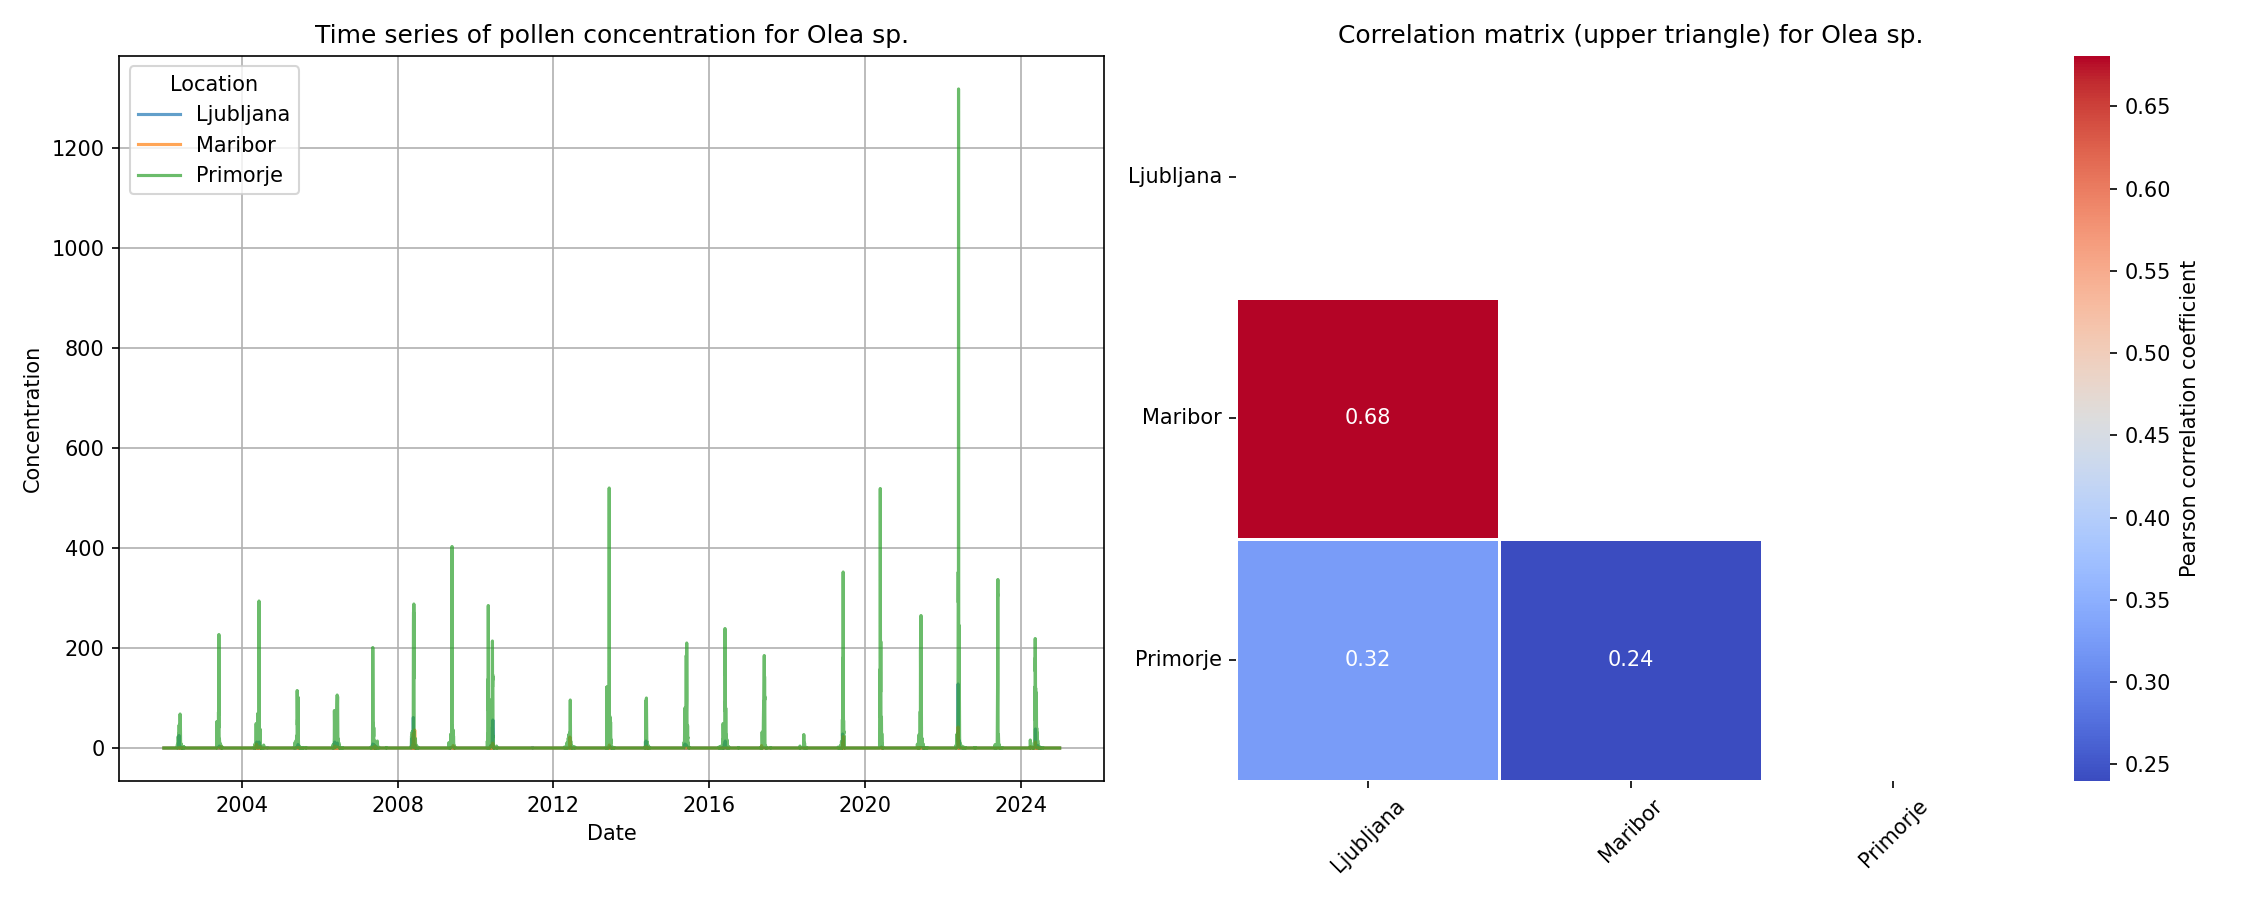 Time series of pollen concentration for Olea sp.
Location
Ljubljana
Maribor
Primorje
1200
1000
800
600
400
200
0
Concentration
2004 2008 2012 2016 2020 2024
Date
Correlation matrix (upper triangle) for Olea sp.
Ljubljana
Maribor
Primorje
0.68
0.32 0.24
Ljubljana Maribor Primorje
0.65
0.60
0.55
0.50
0.45
0.40
0.35
0.30
0.25
Pearson correlation coefficient